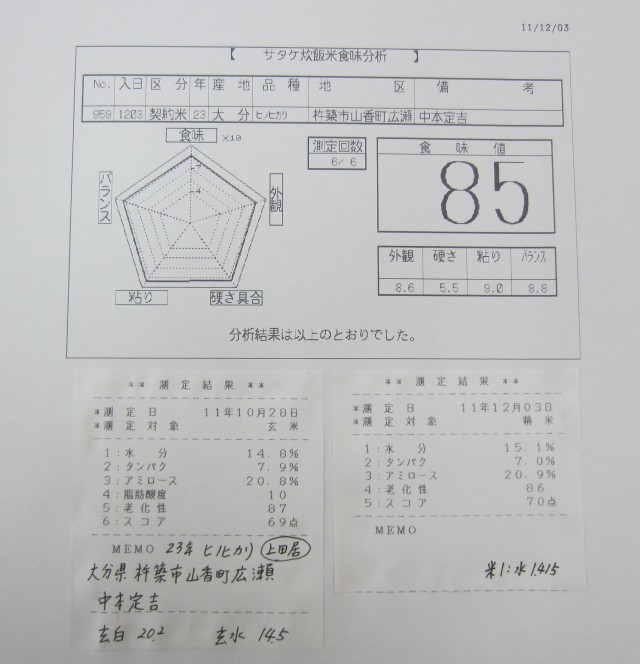 11/12/03
【 サタケ炊飯米食味分析 】
No. 入日 区分 年 産地 品種 地区 備考
959 1203 契約米 23 大分 ヒノヒカリ 杵築市山香町広瀬 中本定吉
食味 ×10
バランス
外観
粘り
硬さ具合
測定回数
6/ 6
食味値
85
外観 硬さ 粘り バランス
8.6 5.5 9.0 8.8
分析結果は以上のとおりでした。
** 測定結果 **
*測定日 11年10月28日
*測定対象 玄米
1:水分 14.8%
2:タンパク 7.9%
3:アミロース 20.8%
4:脂肪酸度 10
5:老化性 87
6:スコア 69点
MEMO 23年 ヒノヒカリ 上田居
大分県 杵築市山香町広瀬
中本定吉
玄白 20.2 玄水 14.5
** 測定結果 **
*測定日 11年12月03日
*測定対象 精米
1:水分 15.1%
2:タンパク 7.0%
3:アミロース 20.9%
4:老化性 86
5:スコア 70点
MEMO
米1:水1.415